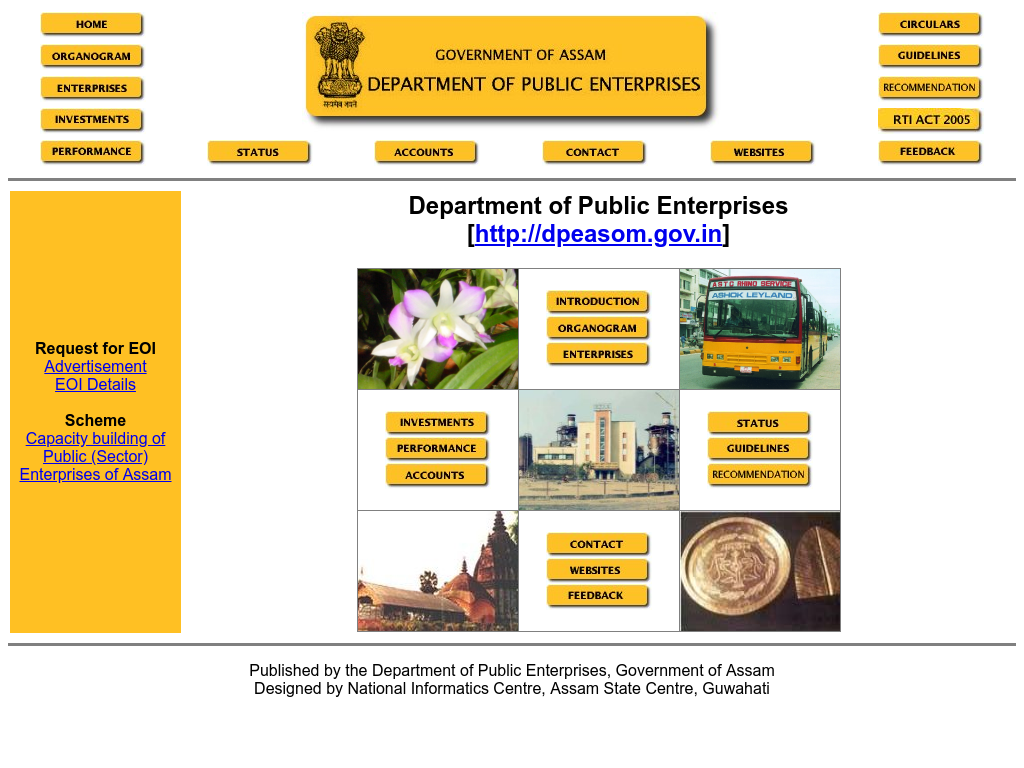 HOME
ORGANOGRAM
ENTERPRISES
INVESTMENTS
PERFORMANCE
सत्यमेव जयते
GOVERNMENT OF ASSAM
DEPARTMENT OF PUBLIC ENTERPRISES
STATUS
ACCOUNTS
CONTACT
WEBSITES
CIRCULARS
GUIDELINES
RECOMMENDATION
RTI ACT 2005
FEEDBACK
Request for EOI
Advertisement
EOI Details
Scheme
Capacity building of
Public (Sector)
Enterprises of Assam
Department of Public Enterprises
[http://dpeasom.gov.in]
INTRODUCTION
ORGANOGRAM
ENTERPRISES
A S T C RHINO SERVICE
ASHOK LEYLAND
INVESTMENTS
PERFORMANCE
ACCOUNTS
STATUS
GUIDELINES
RECOMMENDATION
CONTACT
WEBSITES
FEEDBACK
Published by the Department of Public Enterprises, Government of Assam
Designed by National Informatics Centre, Assam State Centre, Guwahati